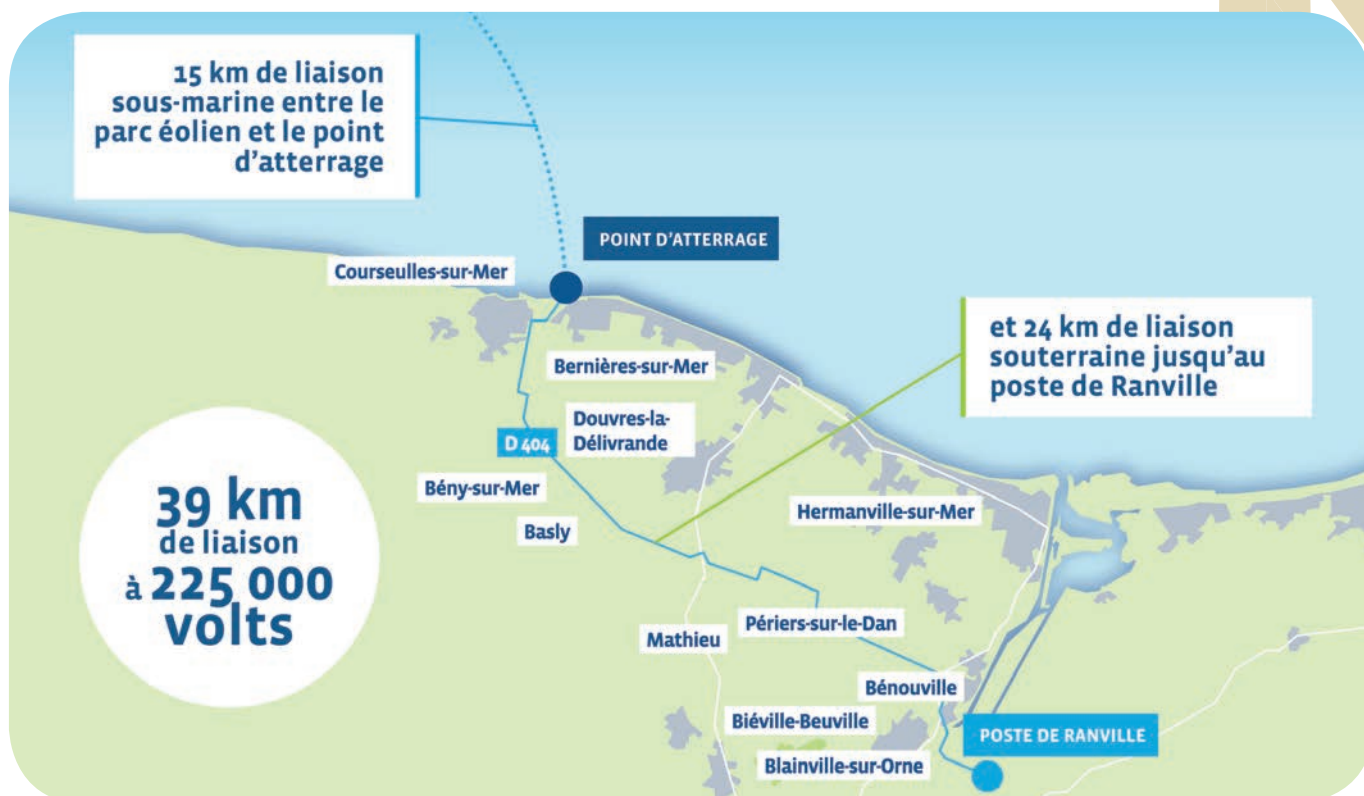 15 km de liaison
sous-marine entre le
parc éolien et le point
d'atterrage
POINT D'ATTERRAGE
Courseulles-sur-Mer
et 24 km de liaison
souterraine jusqu'au
poste de Ranville
Bernières-sur-Mer
Douvres-la-
Délivrande
D 404
Bény-sur-Mer
Basly
Hermanville-sur-Mer
39 km
de liaison
à 225 000
volts
Périers-sur-le-Dan
Mathieu
Bénouville
Biéville-Beuville
POSTE DE RANVILLE
Blainville-sur-Orne